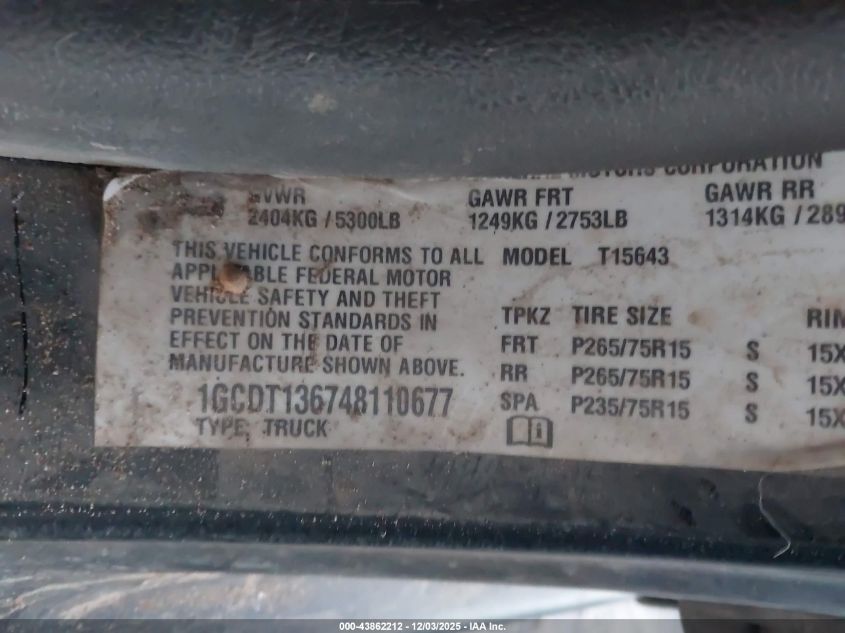 MOTORS CORPORATION
GVWR GAWR FRT GAWR RR
2404KG / 5300LB 1249KG / 2753LB 1314KG / 289
THIS VEHICLE CONFORMS TO ALL
APPLICABLE FEDERAL MOTOR
VEHICLE SAFETY AND THEFT
PREVENTION STANDARDS IN
EFFECT ON THE DATE OF
MANUFACTURE SHOWN ABOVE.
1GCDT136748110677
TYPE: TRUCK
MODEL T15643
TPKZ TIRE SIZE RIM
FRT P265/75R15 S 15X
RR P265/75R15 S 15X
SPA P235/75R15 S 15X
000-43862212 - 12/03/2025 - IAA Inc.